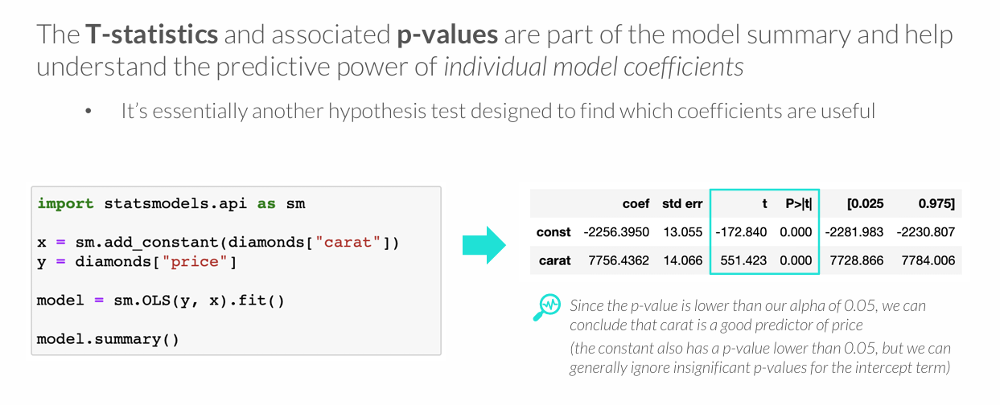 The T-statistics and associated p-values are part of the model summary and help
understand the predictive power of individual model coefficients
• It's essentially another hypothesis test designed to find which coefficients are useful
import statsmodels.api as sm
x = sm.add_constant(diamonds["carat"])
y = diamonds["price"]
model = sm.OLS(y, x).fit()
model.summary()
coef std err t P>|t| [0.025 0.975]
const -2256.3950 13.055 -172.840 0.000 -2281.983 -2230.807
carat 7756.4362 14.066 551.423 0.000 7728.866 7784.006
Since the p-value is lower than our alpha of 0.05, we can
conclude that carat is a good predictor of price
(the constant also has a p-value lower than 0.05, but we can
generally ignore insignificant p-values for the intercept term)